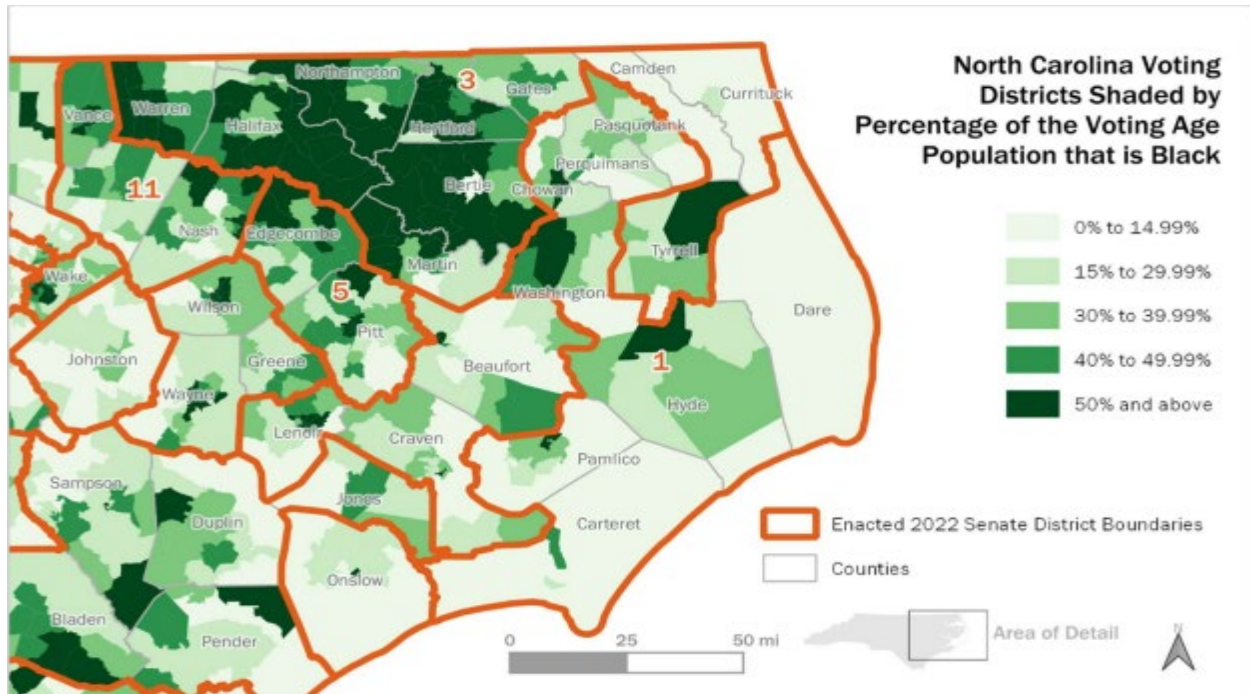 North Carolina Voting
Districts Shaded by
Percentage of the Voting Age
Population that is Black
0% to 14.99%
15% to 29.99%
30% to 39.99%
40% to 49.99%
50% and above
Northampton
3
Gates
Camden
Currituck
Vance
Warren
Halifax
Hertford
Pasquotank
Perquimans
Bertie
Chowan
11
Nash
Edgecombe
Martin
Tyrrell
Wake
Wilson
5
Washington
Dare
Johnston
Greene
Pitt
Beaufort
1
Wayne
Hyde
Lenoir
Craven
Pamlico
Sampson
Duplin
Jones
Carteret
Onslow
Bladen
Pender
Enacted 2022 Senate District Boundaries
Counties
0 25 50 mi
Area of Detail
N